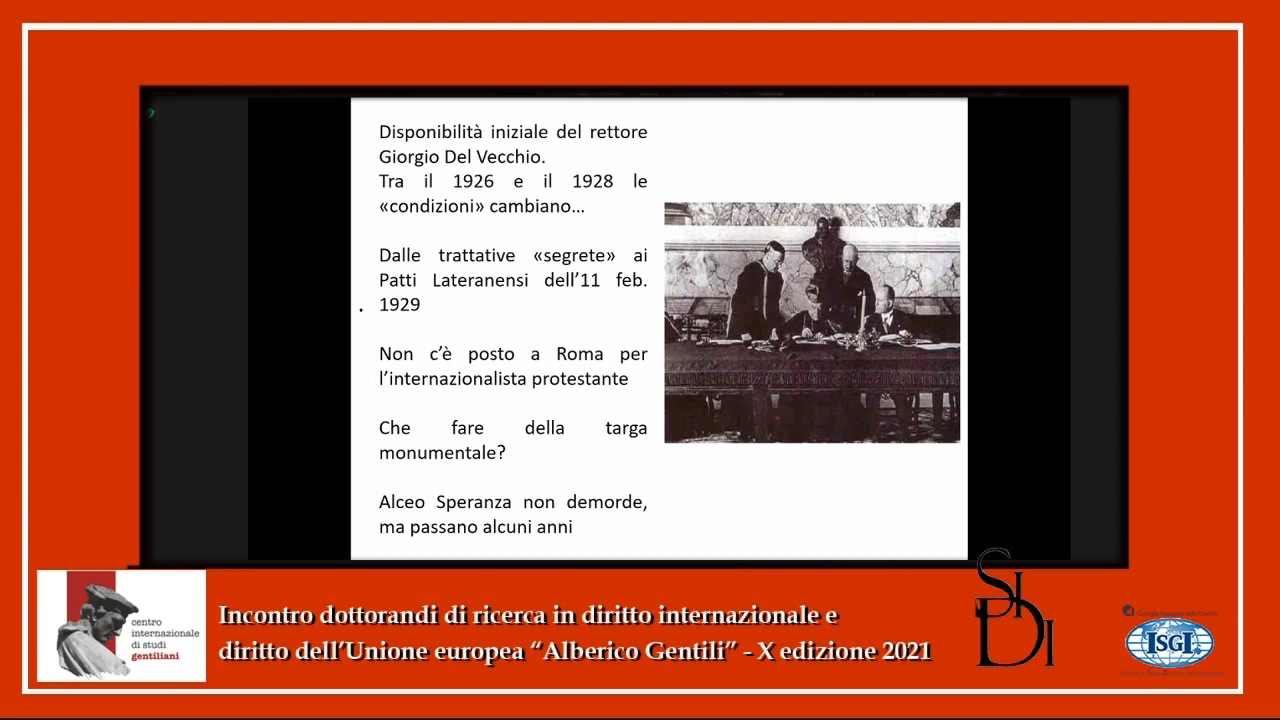 Disponibilità iniziale del rettore
Giorgio Del Vecchio.
Tra il 1926 e il 1928 le
«condizioni» cambiano…
Dalle trattative «segrete» ai
Patti Lateranensi dell’11 feb.
. 1929
Non c’è posto a Roma per
l’internazionalista protestante
Che fare della targa
monumentale?
Alceo Speranza non demorde,
ma passano alcuni anni
centro
internazionale
di studi
gentiliani
Incontro dottorandi di ricerca in diritto internazionale e
diritto dell’Unione europea “Alberico Gentili” - X edizione 2021
SIDI
ISGI